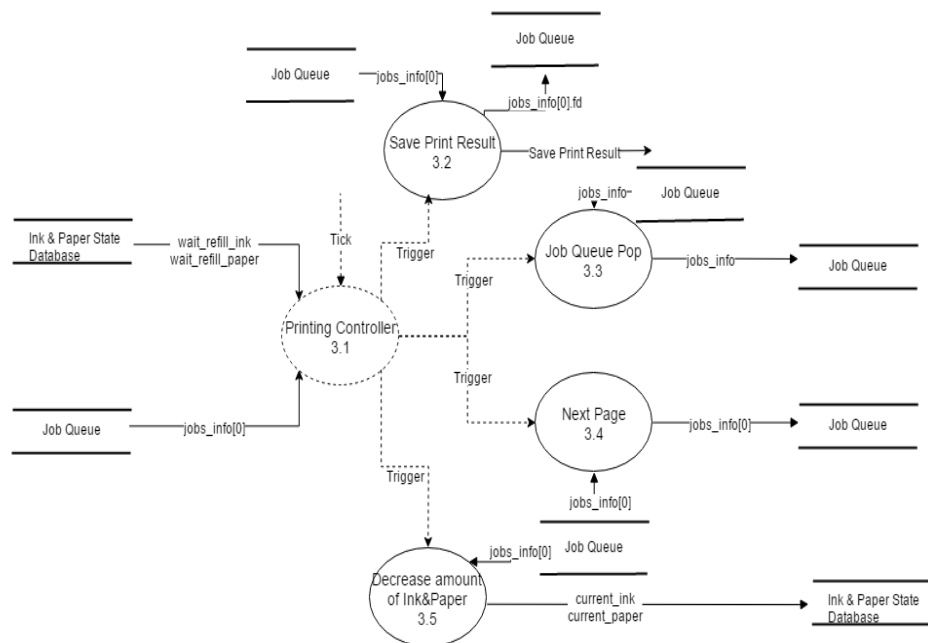 Job Queue
Job Queue
jobs_info[0]
jobs_info[0].fd
Save Print Result
3.2
Save Print Result
jobs_info
Job Queue
Ink & Paper State
Database
wait_refill_ink
wait_refill_paper
Tick
Trigger
Trigger
Job Queue Pop
3.3
jobs_info
Job Queue
Printing Controller
3.1
Trigger
Job Queue
jobs_info[0]
Next Page
3.4
jobs_info[0]
Job Queue
Trigger
jobs_info[0]
jobs_info[0]
Job Queue
Decrease amount
of Ink&Paper
3.5
current_ink
current_paper
Ink & Paper State
Database